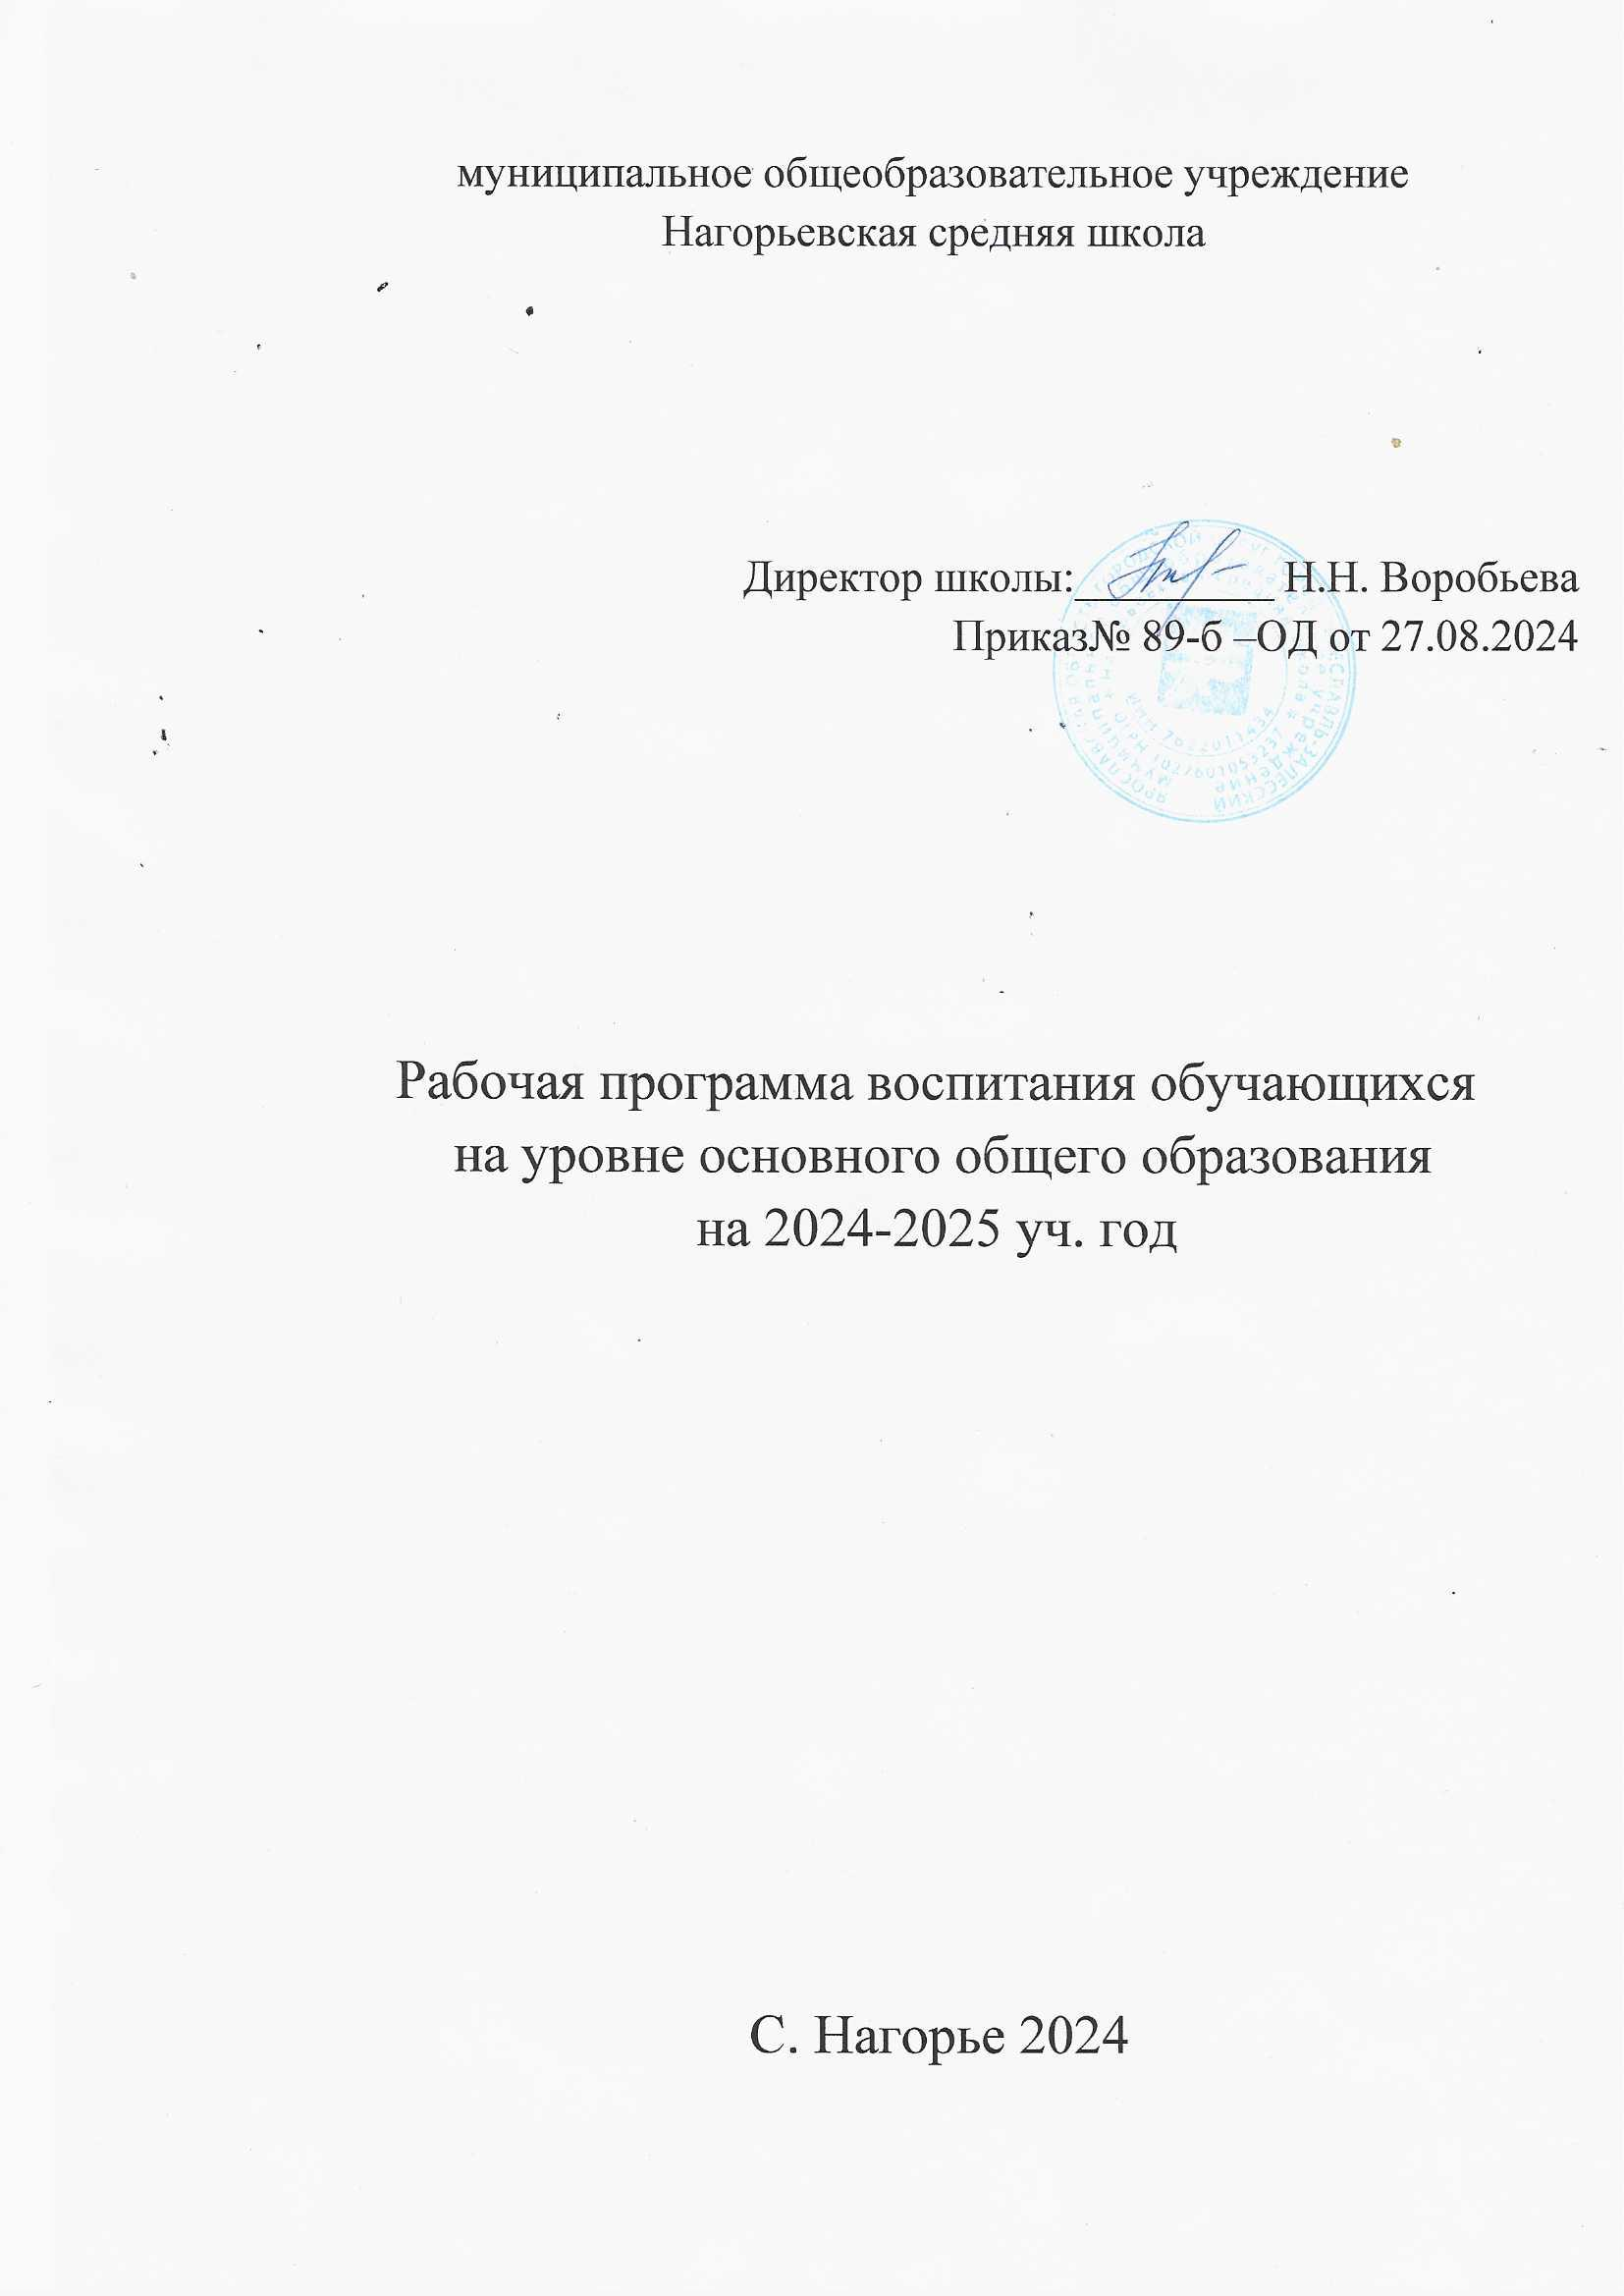 муниципальное общеобразовательное учреждение
Нагорьевская средняя школа
Директор школы:__________ Н.Н. Воробьева
Приказ№ 89-б –ОД от 27.08.2024
Рабочая программа воспитания обучающихся
на уровне основного общего образования
на 2024-2025 уч. год
С. Нагорье 2024